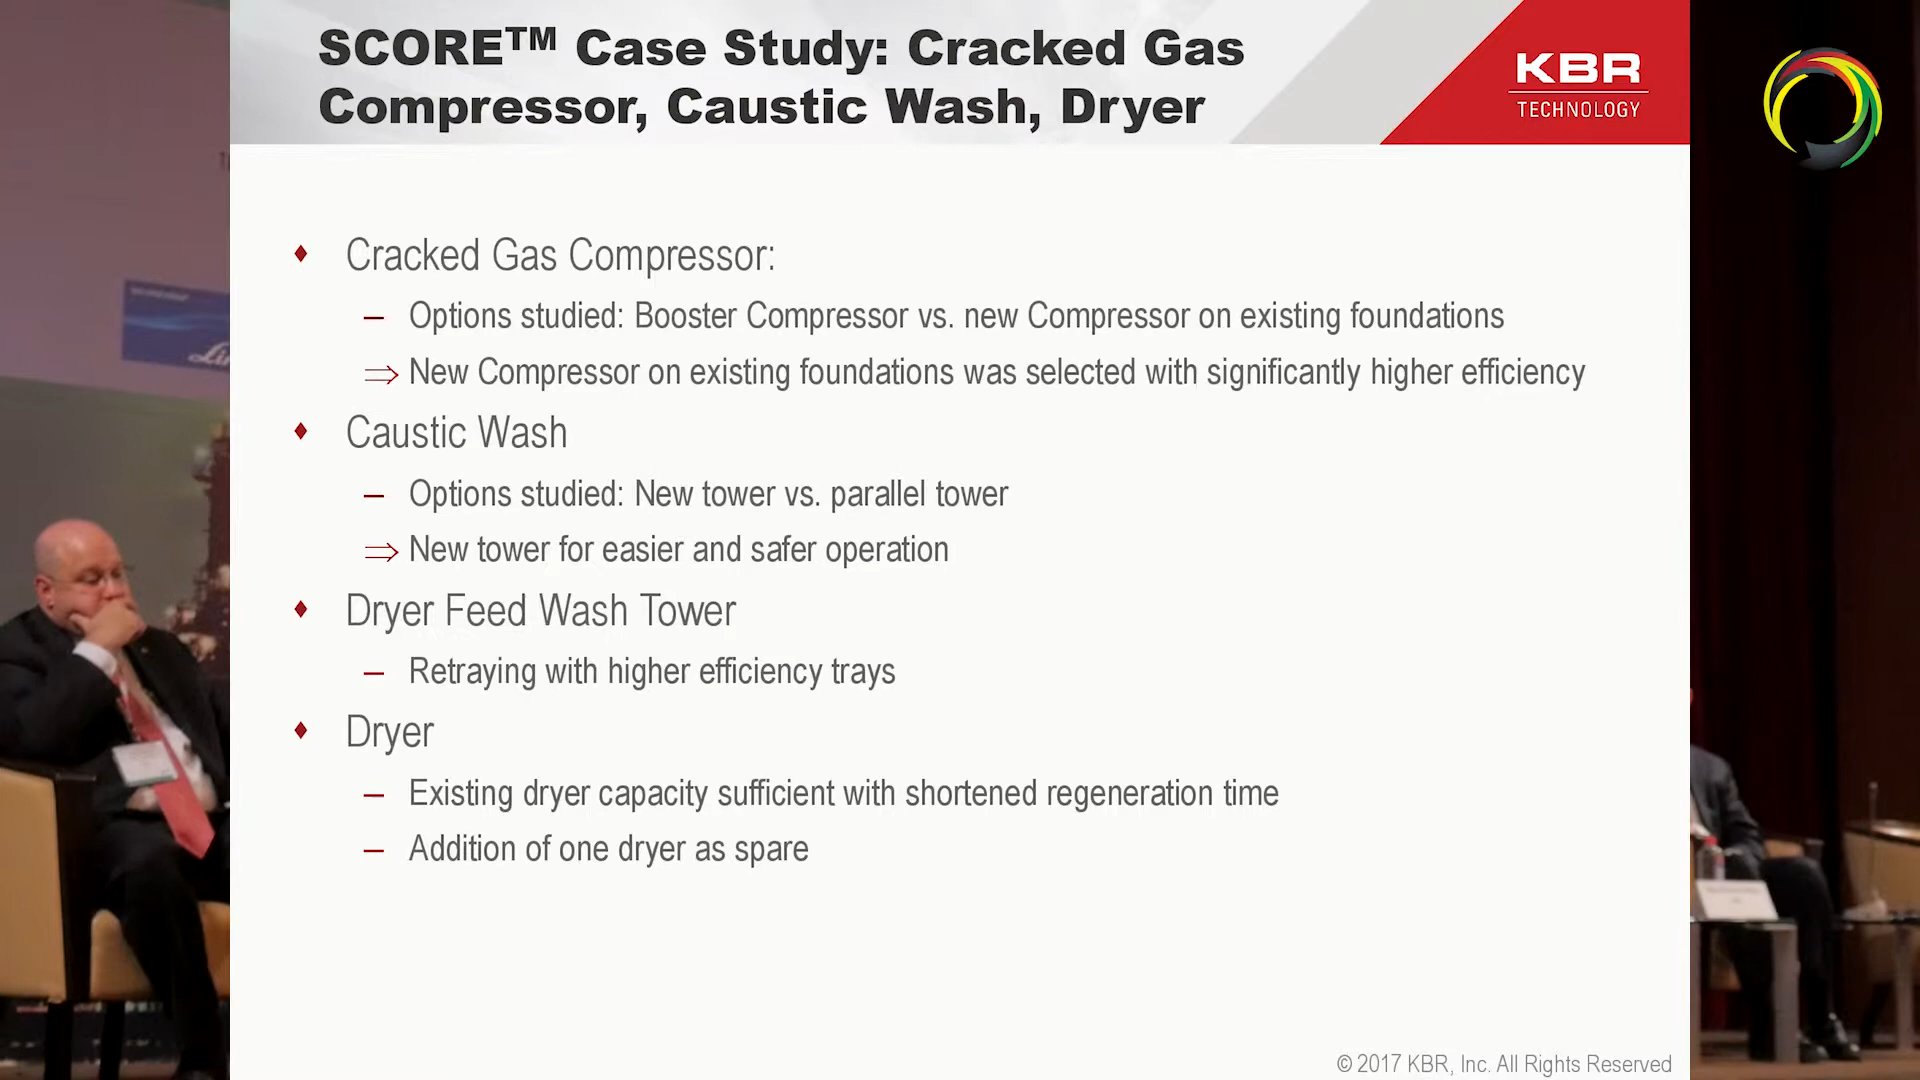 SCORE™ Case Study: Cracked Gas
Compressor, Caustic Wash, Dryer
KBR
TECHNOLOGY
♦ Cracked Gas Compressor:
– Options studied: Booster Compressor vs. new Compressor on existing foundations
⇒ New Compressor on existing foundations was selected with significantly higher efficiency
♦ Caustic Wash
– Options studied: New tower vs. parallel tower
⇒ New tower for easier and safer operation
♦ Dryer Feed Wash Tower
– Retraying with higher efficiency trays
♦ Dryer
– Existing dryer capacity sufficient with shortened regeneration time
– Addition of one dryer as spare
© 2017 KBR, Inc. All Rights Reserved